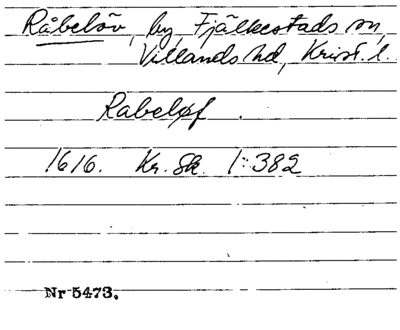 Råbelöv, by, Fjälkestads sn,
Villands hd, Krist. l.
Rabeløf.
1616. Kr. Sk. 1:382
Nr 5473.